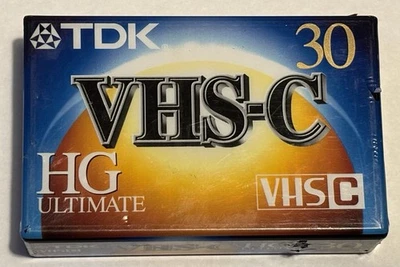 TDK 30
VHS-C
HG
ULTIMATE
VHS C